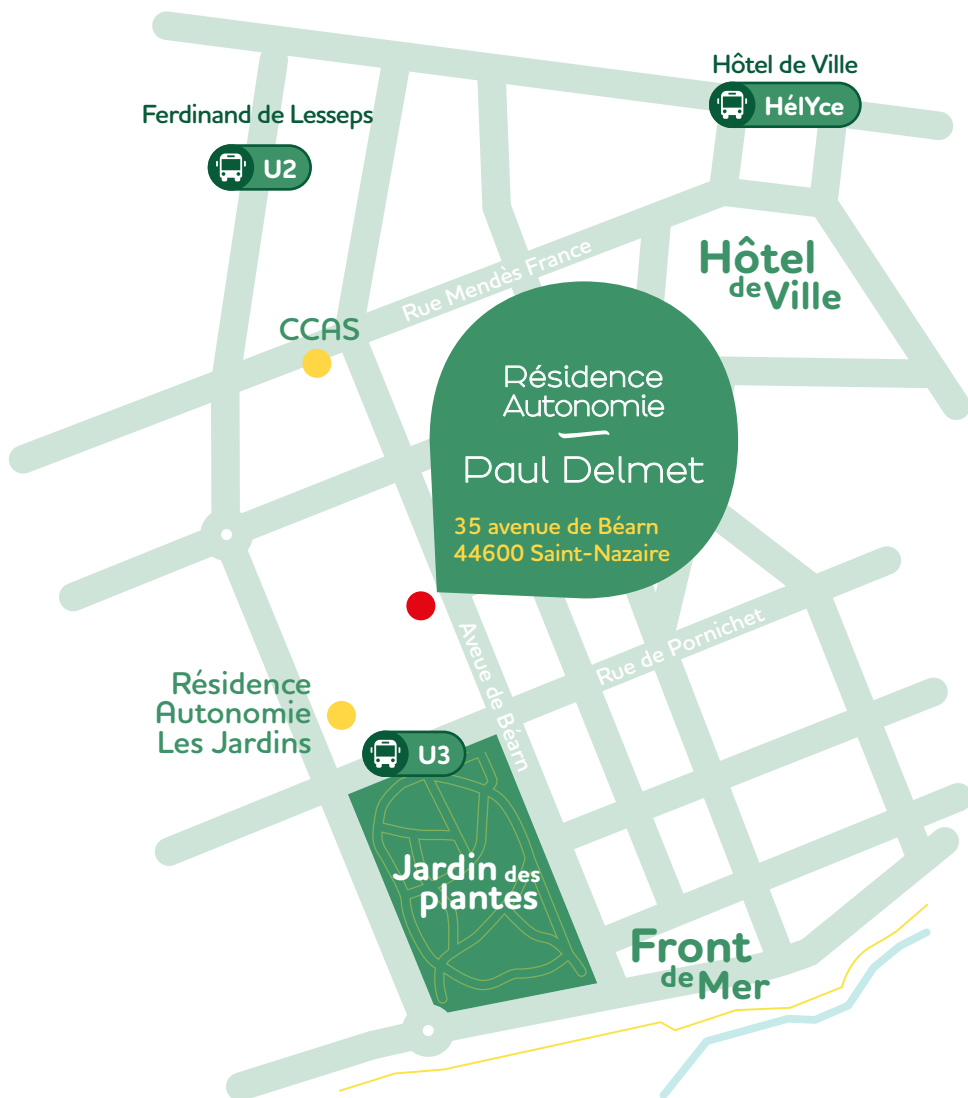 Hôtel de Ville
HélYce
Ferdinand de Lesseps
U2
Hôtel
de Ville
Rue Mendès France
CCAS
Résidence
Autonomie
Paul Delmet
35 avenue de Béarn
44600 Saint-Nazaire
Aveue de Béarn
Rue de Pornichet
Résidence
Autonomie
Les Jardins
U3
Jardin des
plantes
Front
de Mer